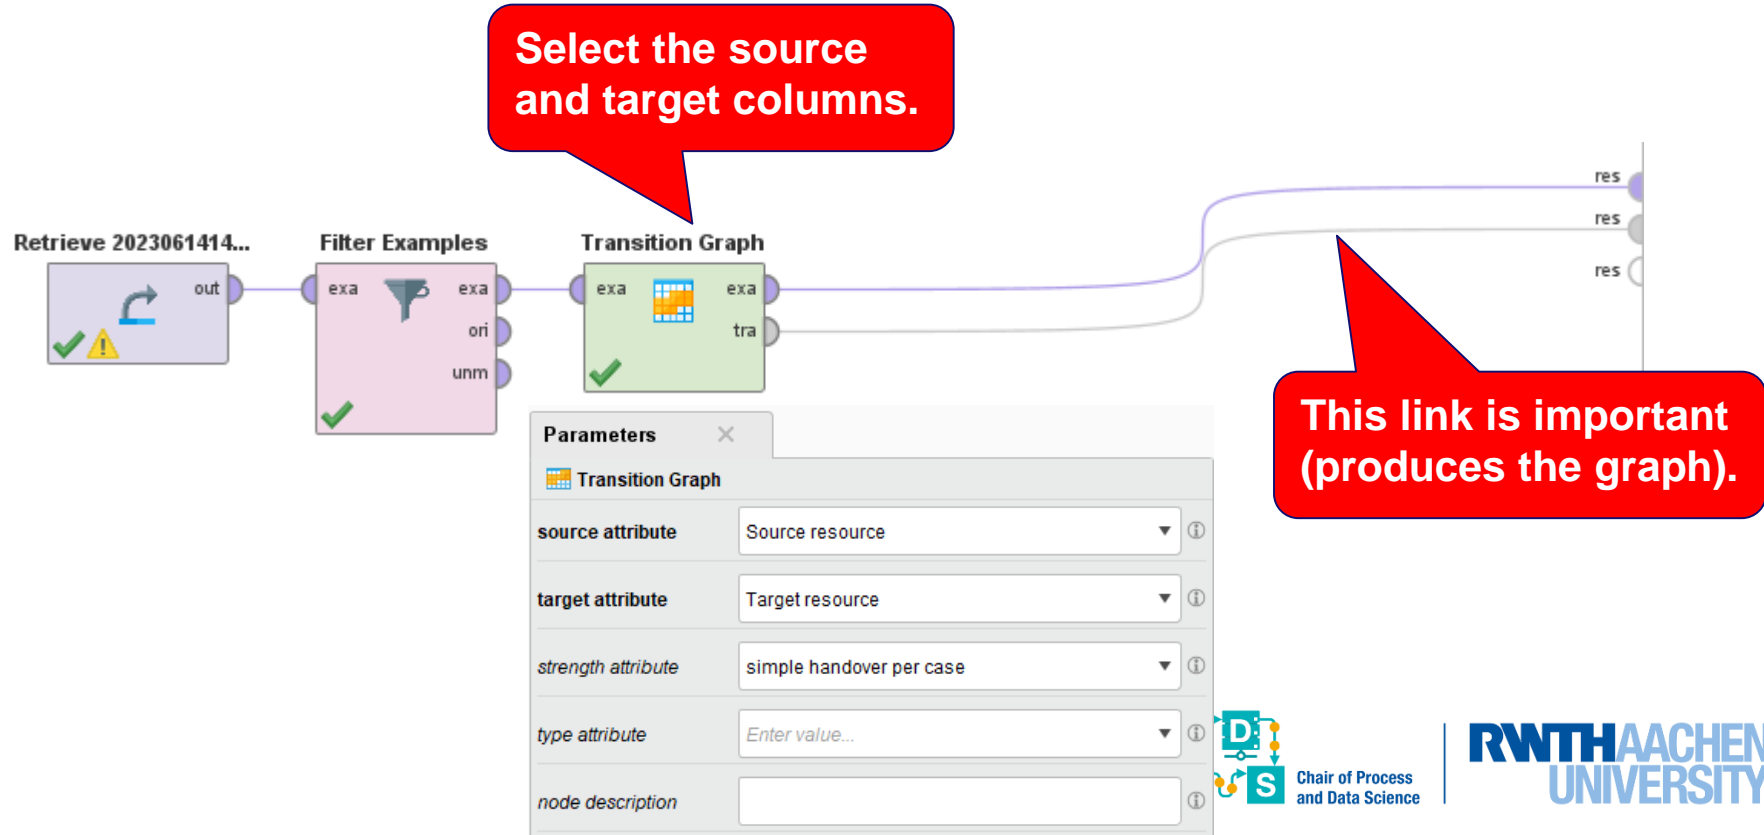 Select the source
and target columns.
Retrieve 2023061414...
Filter Examples
Transition Graph
out
exa
exa
ori
unm
exa
exa
tra
res
res
res
This link is important
(produces the graph).
Parameters
Transition Graph
source attribute
Source resource
target attribute
Target resource
strength attribute
simple handover per case
type attribute
Enter value...
node description
D
S
Chair of Process
and Data Science
RWTHAACHEN
UNIVERSITY